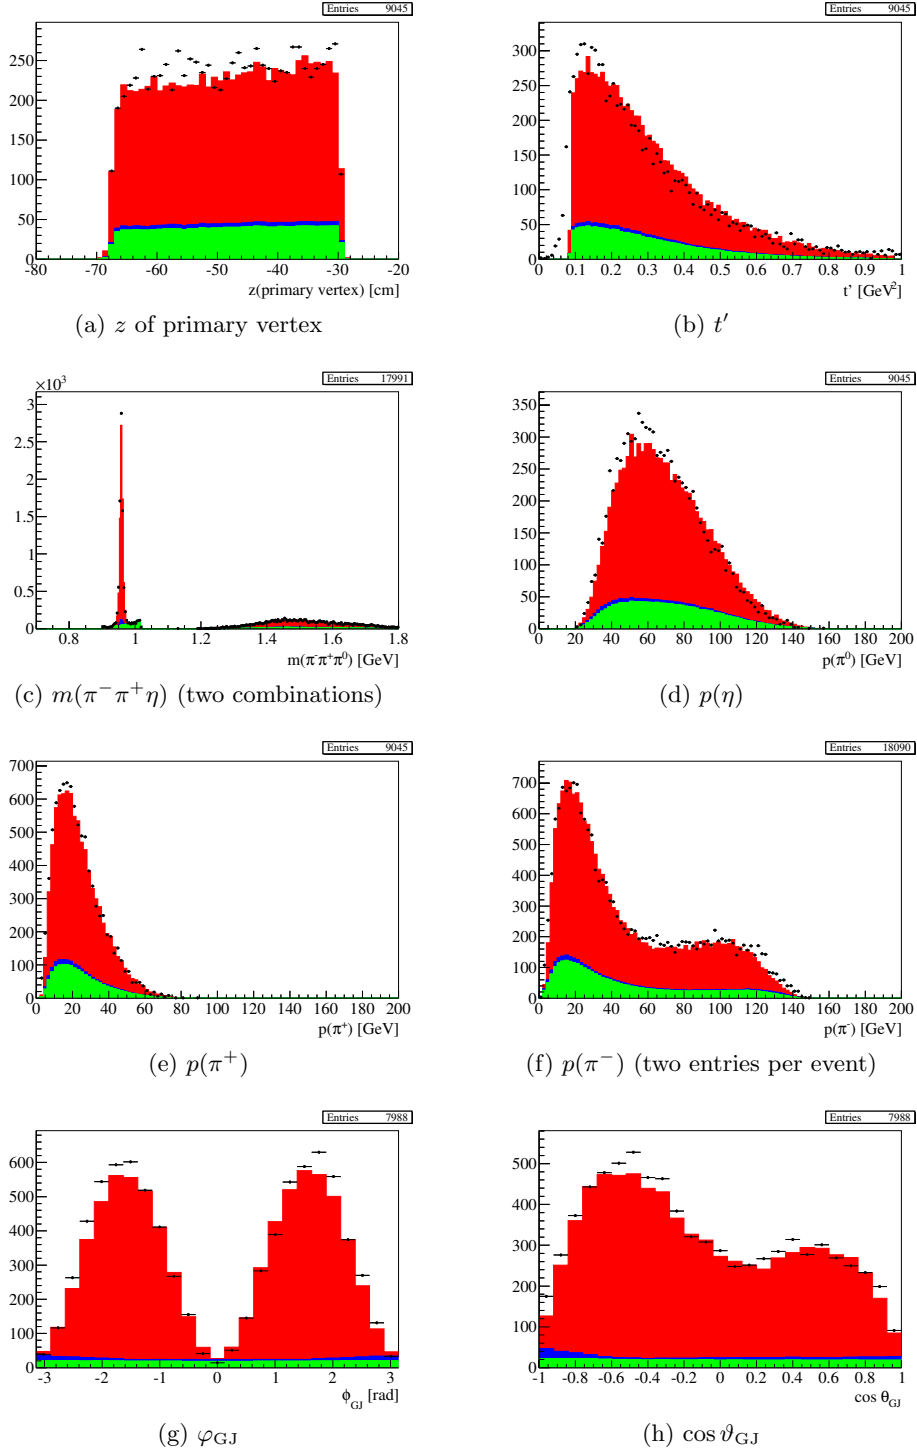 Entries 9045
250
200
150
100
50
0
-80 -70 -60 -50 -40 -30 -20
z(primary vertex) [cm]
(a) z of primary vertex
Entries 9045
300
250
200
150
100
50
0
0 0.1 0.2 0.3 0.4 0.5 0.6 0.7 0.8 0.9 1
t' [GeV²]
(b) t′
Entries 17991
×10³
3
2.5
2
1.5
1
0.5
0
0.8 1 1.2 1.4 1.6 1.8
m(π⁻π⁺π⁰) [GeV]
(c) m(π⁻π⁺η) (two combinations)
Entries 9045
350
300
250
200
150
100
50
0
0 20 40 60 80 100 120 140 160 180 200
p(π⁰) [GeV]
(d) p(η)
Entries 9045
700
600
500
400
300
200
100
0
0 20 40 60 80 100 120 140 160 180 200
p(π⁺) [GeV]
(e) p(π⁺)
Entries 18090
700
600
500
400
300
200
100
0
0 20 40 60 80 100 120 140 160 180 200
p(π⁻) [GeV]
(f) p(π⁻) (two entries per event)
Entries 7988
600
500
400
300
200
100
0
-3 -2 -1 0 1 2 3
ϕ_GJ [rad]
(g) φ_GJ
Entries 7988
500
400
300
200
100
0
-1 -0.8 -0.6 -0.4 -0.2 0 0.2 0.4 0.6 0.8 1
cos θ_GJ
(h) cos ϑ_GJ